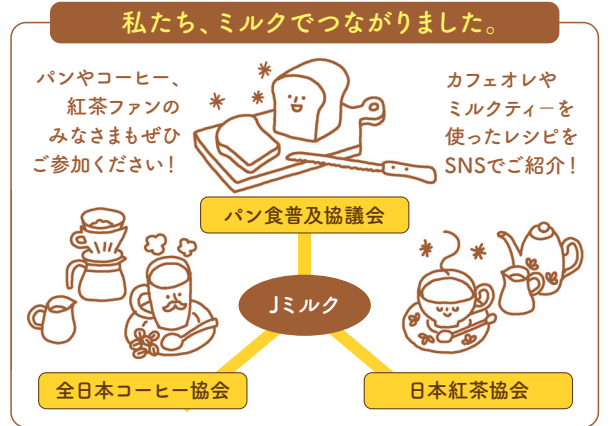 私たち、ミルクでつながりました。
パンやコーヒー、
紅茶ファンの
みなさまもぜひ
ご参加ください！
カフェオレや
ミルクティーを
使ったレシピを
SNSでご紹介！
パン食普及協議会
Jミルク
全日本コーヒー協会
日本紅茶協会